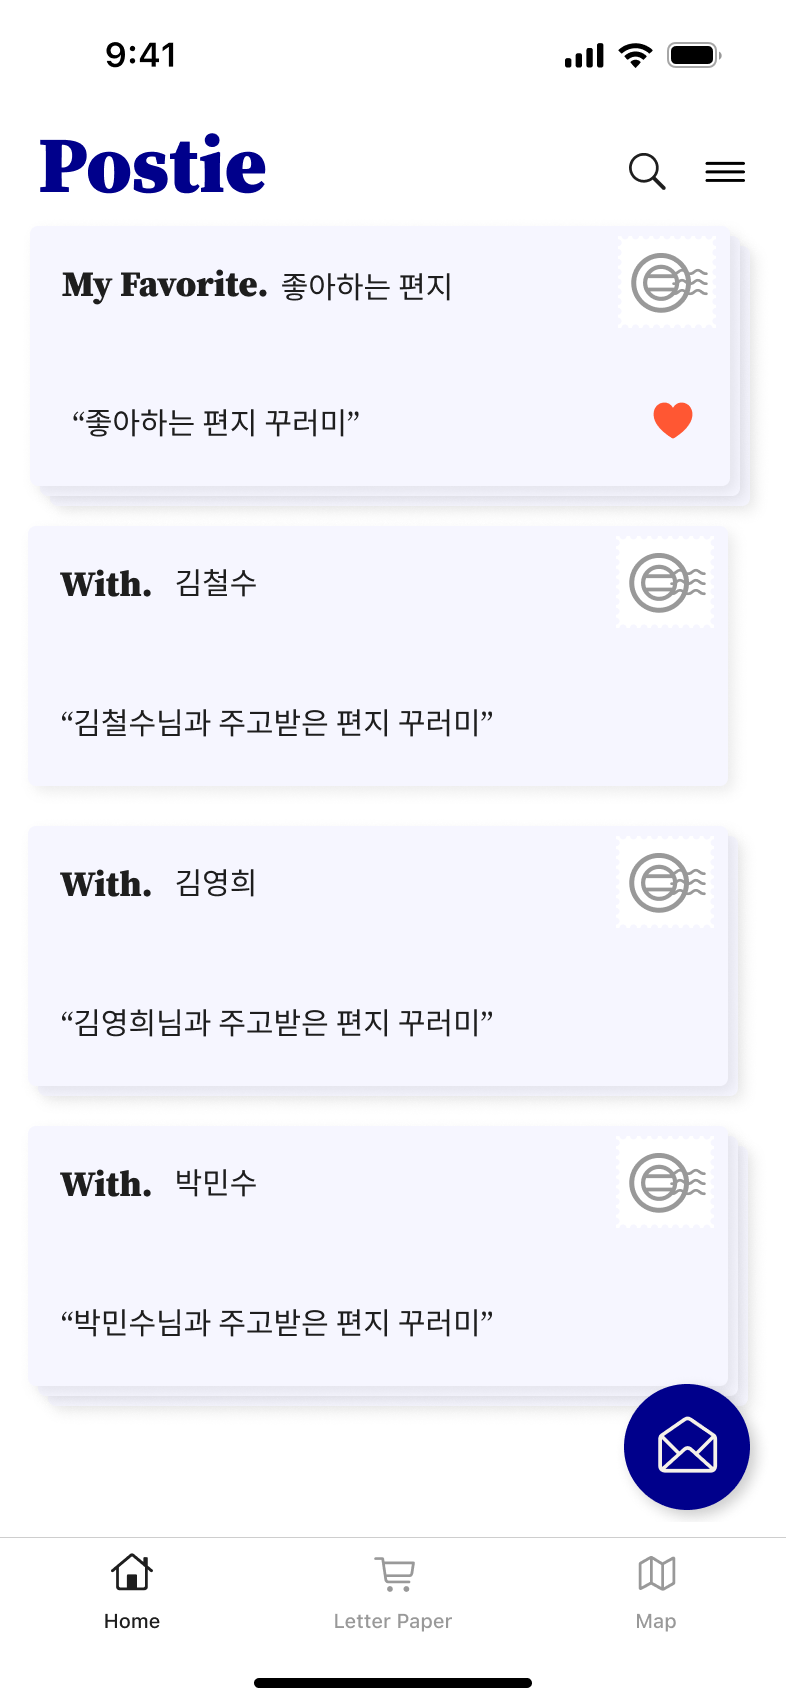 9:41
Postie
My Favorite. 좋아하는 편지
“좋아하는 편지 꾸러미”
With. 김철수
“김철수님과 주고받은 편지 꾸러미”
With. 김영희
“김영희님과 주고받은 편지 꾸러미”
With. 박민수
“박민수님과 주고받은 편지 꾸러미”
Home
Letter Paper
Map